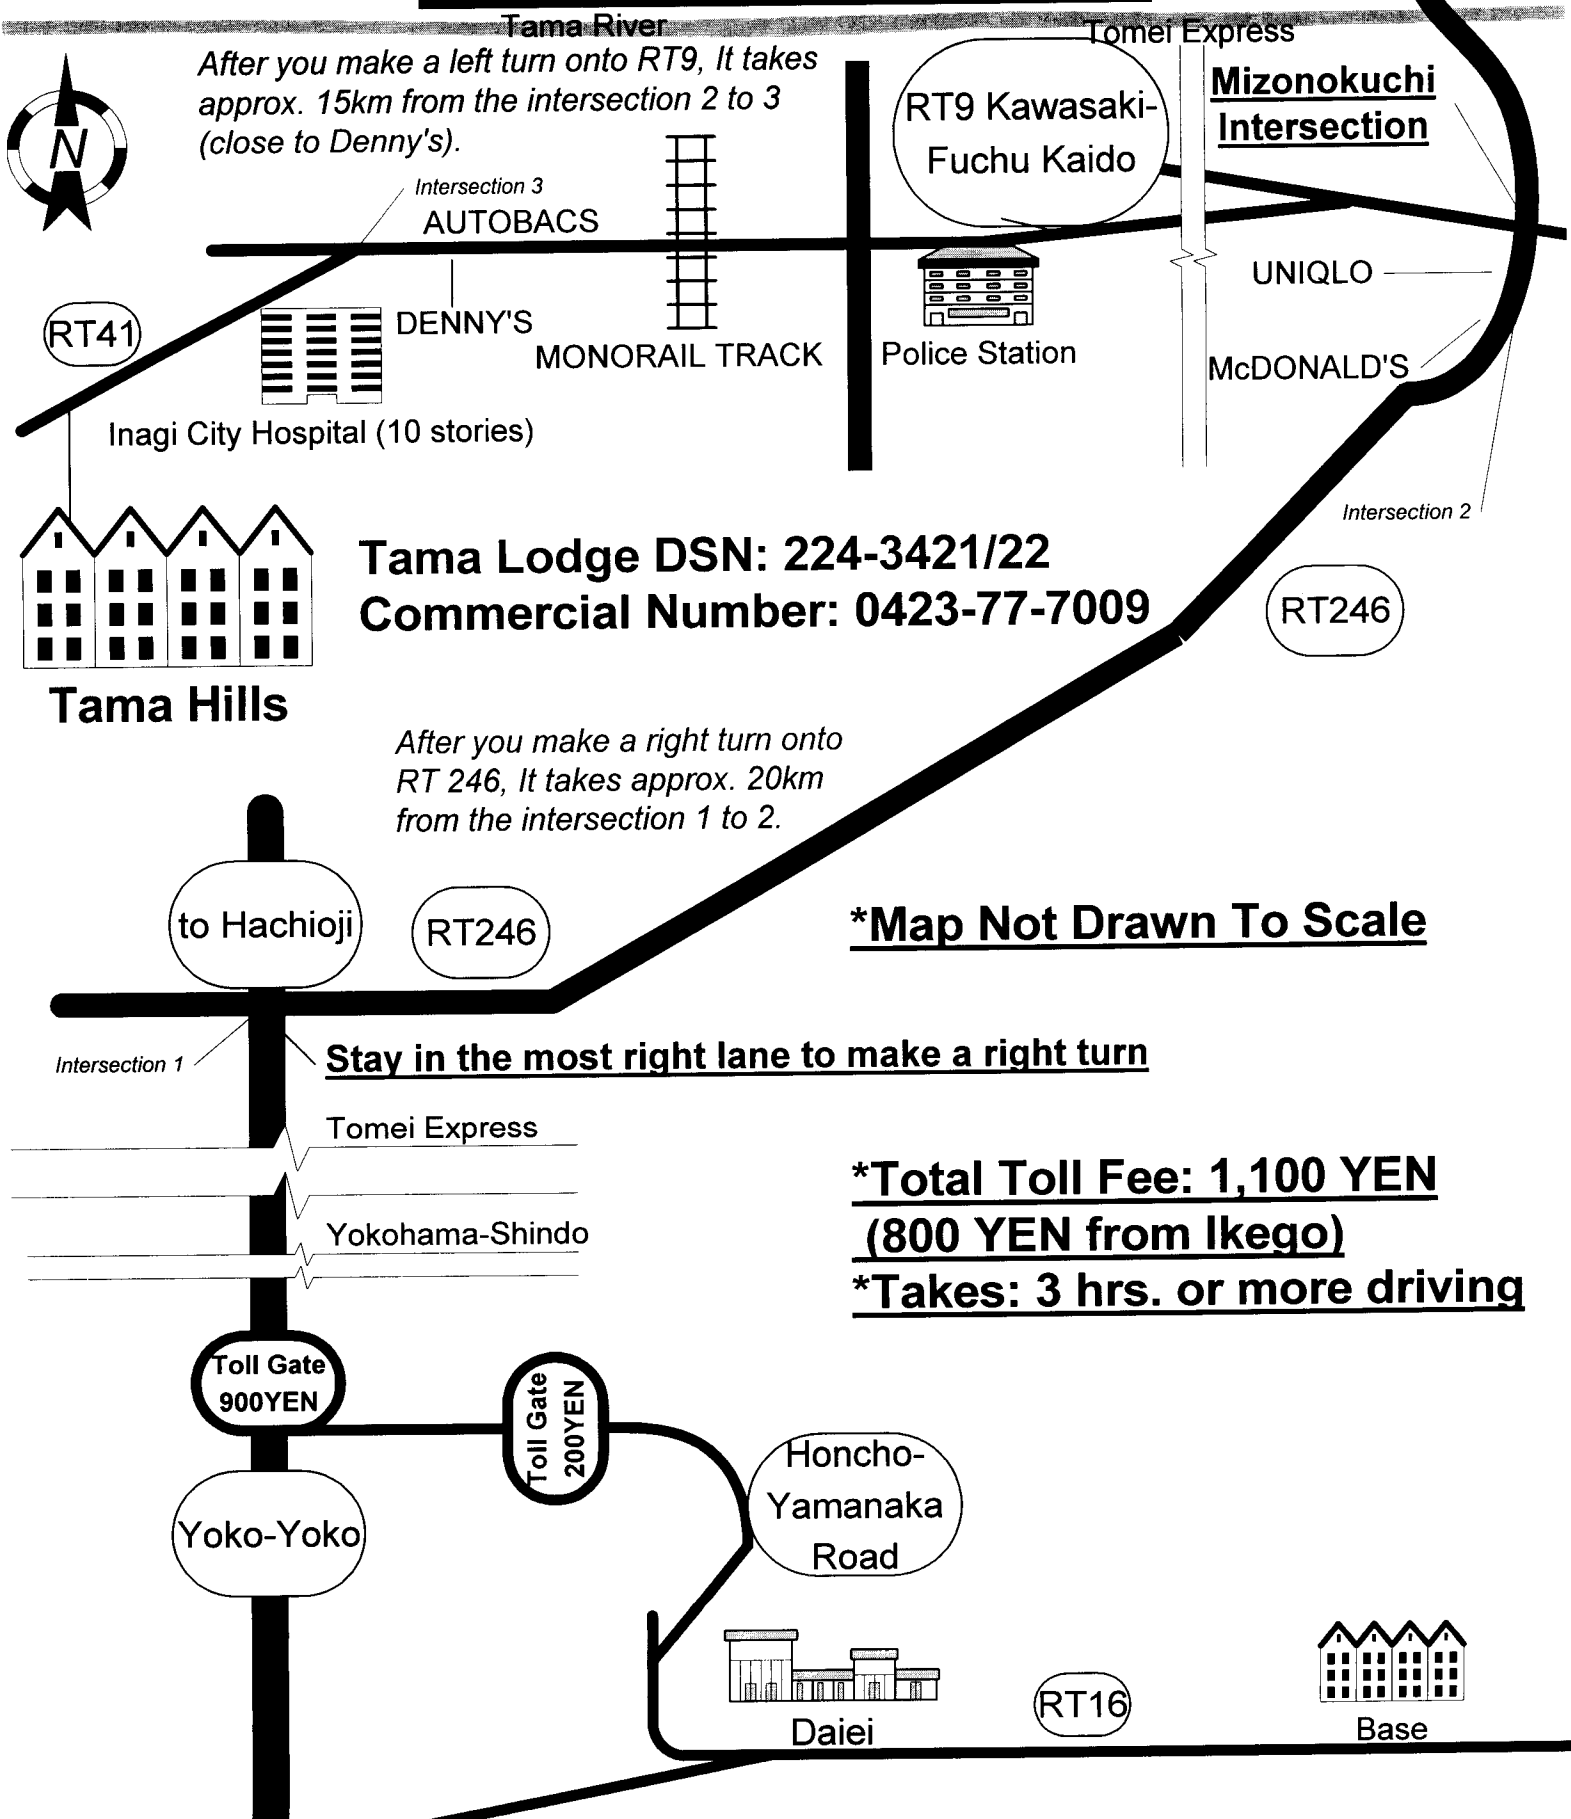 Tama River
Tomei Express
After you make a left turn onto RT9, It takes
approx. 15km from the intersection 2 to 3
(close to Denny's).
N
RT9 Kawasaki-
Fuchu Kaido
Mizonokuchi
Intersection
Intersection 3
AUTOBACS
UNIQLO
RT41
DENNY'S
MONORAIL TRACK
Police Station
McDONALD'S
Inagi City Hospital (10 stories)
Intersection 2
Tama Lodge DSN: 224-3421/22
Commercial Number: 0423-77-7009
RT246
Tama Hills
After you make a right turn onto
RT 246, It takes approx. 20km
from the intersection 1 to 2.
to Hachioji
RT246
*Map Not Drawn To Scale
Intersection 1
Stay in the most right lane to make a right turn
Tomei Express
*Total Toll Fee: 1,100 YEN
(800 YEN from Ikego)
*Takes: 3 hrs. or more driving
Yokohama-Shindo
Toll Gate
900YEN
Toll Gate
200YEN
Honcho-
Yamanaka
Road
Yoko-Yoko
RT16
Daiei
Base